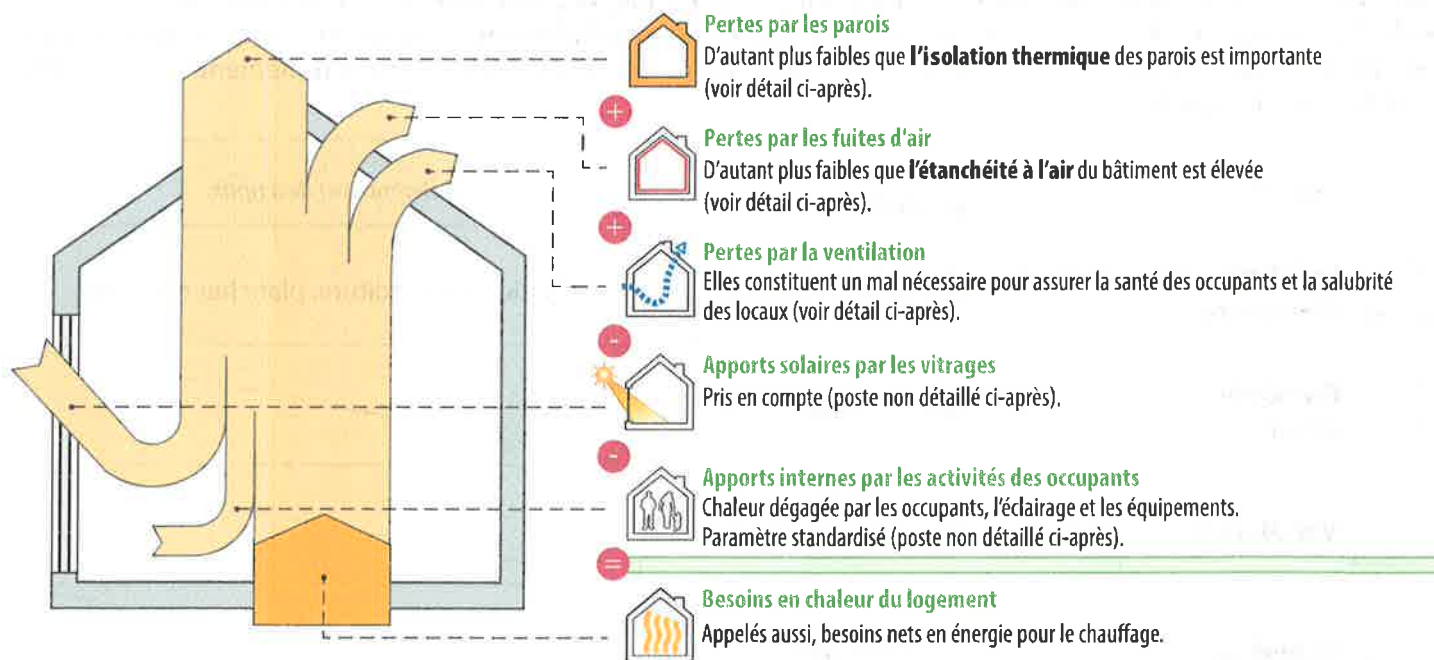 Pertes par les parois
D'autant plus faibles que l'isolation thermique des parois est importante
(voir détail ci-après).
+
Pertes par les fuites d'air
D'autant plus faibles que l'étanchéité à l'air du bâtiment est élevée
(voir détail ci-après).
+
Pertes par la ventilation
Elles constituent un mal nécessaire pour assurer la santé des occupants et la salubrité
des locaux (voir détail ci-après).
-
Apports solaires par les vitrages
Pris en compte (poste non détaillé ci-après).
-
Apports internes par les activités des occupants
Chaleur dégagée par les occupants, l'éclairage et les équipements.
Paramètre standardisé (poste non détaillé ci-après).
=
Besoins en chaleur du logement
Appelés aussi, besoins nets en énergie pour le chauffage.